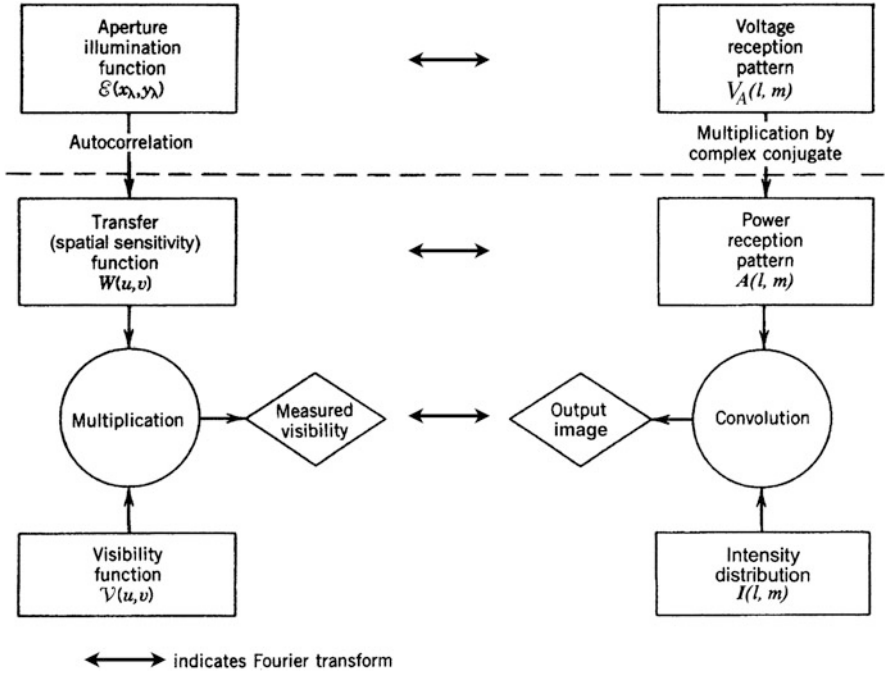 Aperture
illumination
function
ℰ(xλ,yλ)
Voltage
reception
pattern
V_A(l, m)
Autocorrelation
Multiplication by
complex conjugate
Transfer
(spatial sensitivity)
function
W(u,v)
Power
reception
pattern
A(l, m)
Multiplication
Measured
visibility
Output
image
Convolution
Visibility
function
𝒱(u,v)
Intensity
distribution
I(l, m)
indicates Fourier transform